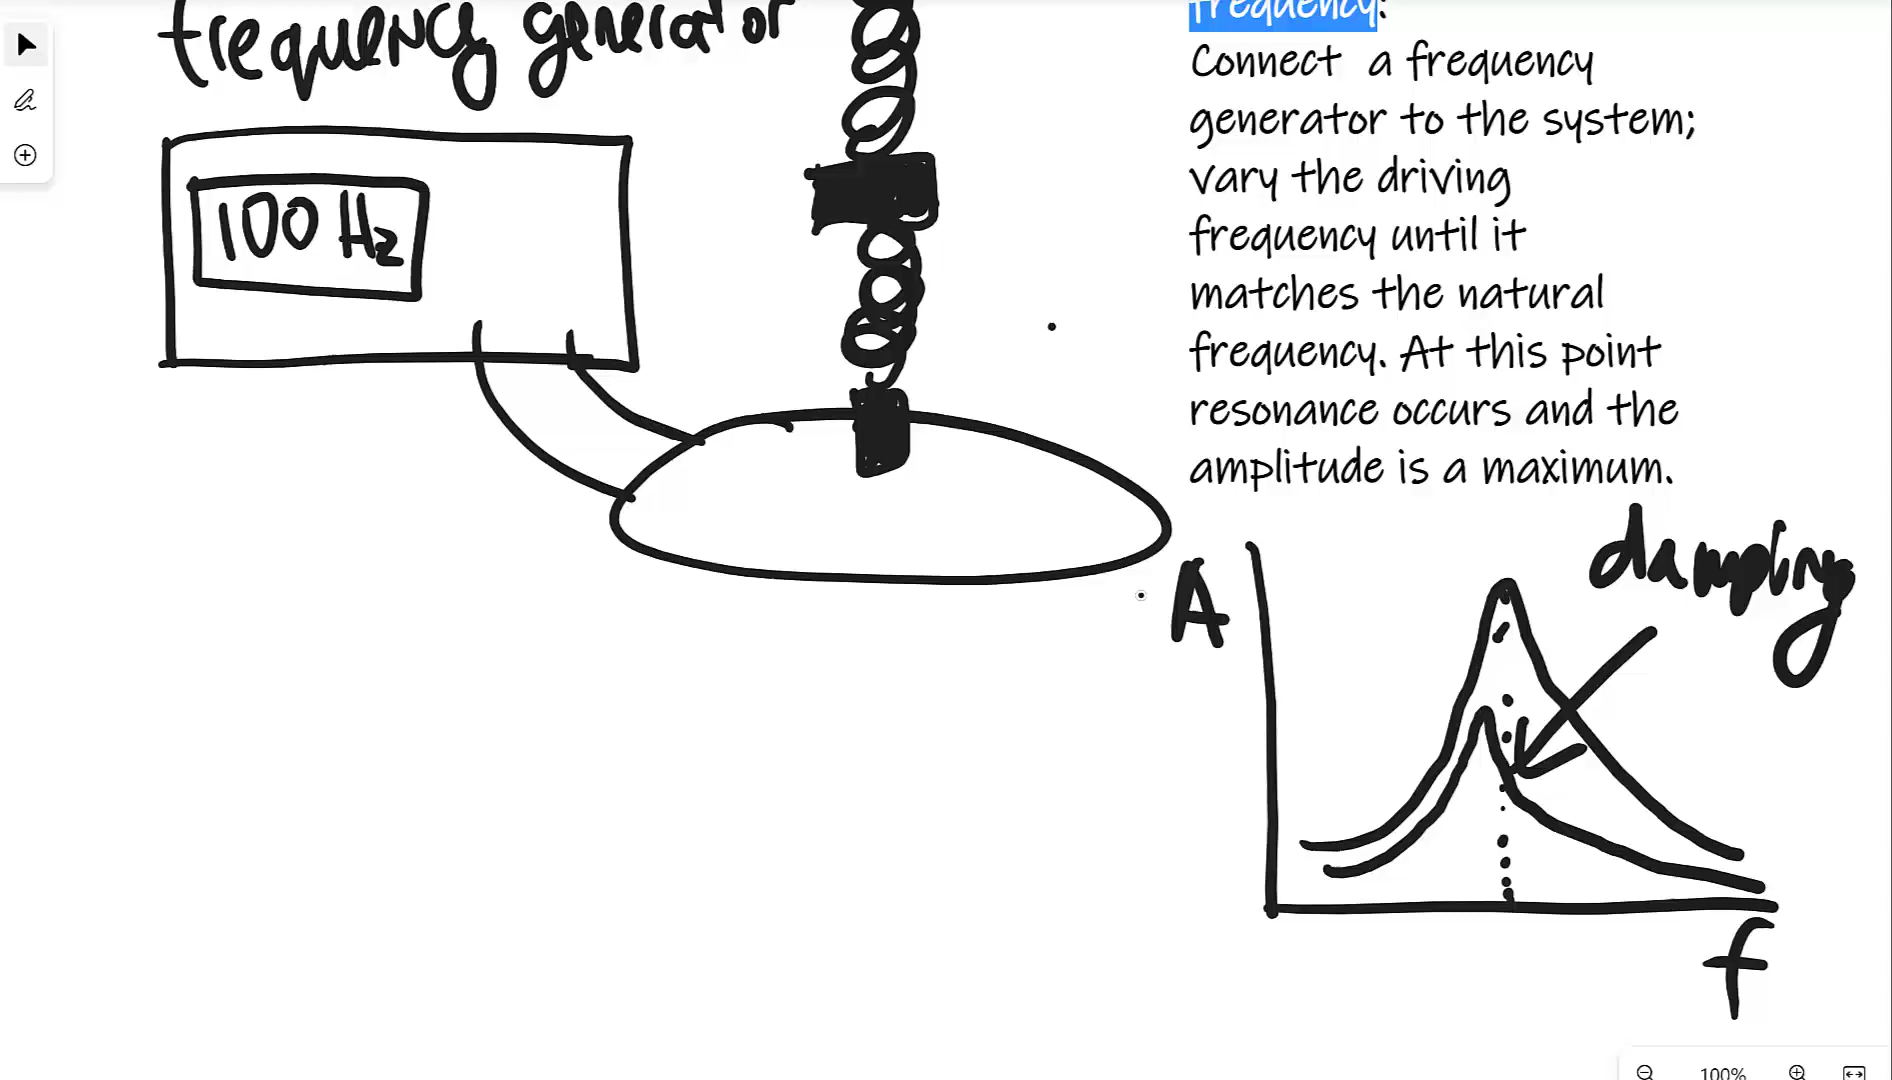 frequency generator
100 Hz
frequency:
Connect a frequency
generator to the system;
vary the driving
frequency until it
matches the natural
frequency. At this point
resonance occurs and the
amplitude is a maximum.
damping
A
f
100%